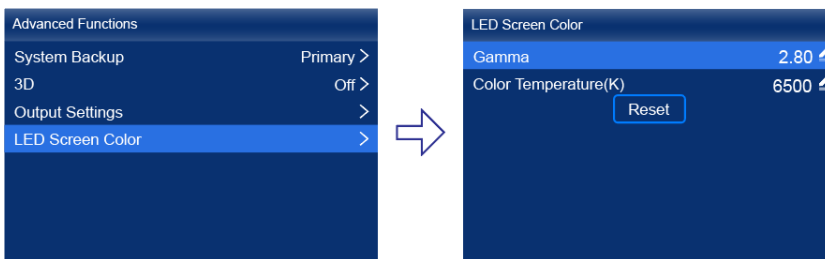 Advanced Functions
System Backup Primary >
3D Off >
Output Settings >
LED Screen Color >
LED Screen Color
Gamma 2.80
Color Temperature(K) 6500
Reset